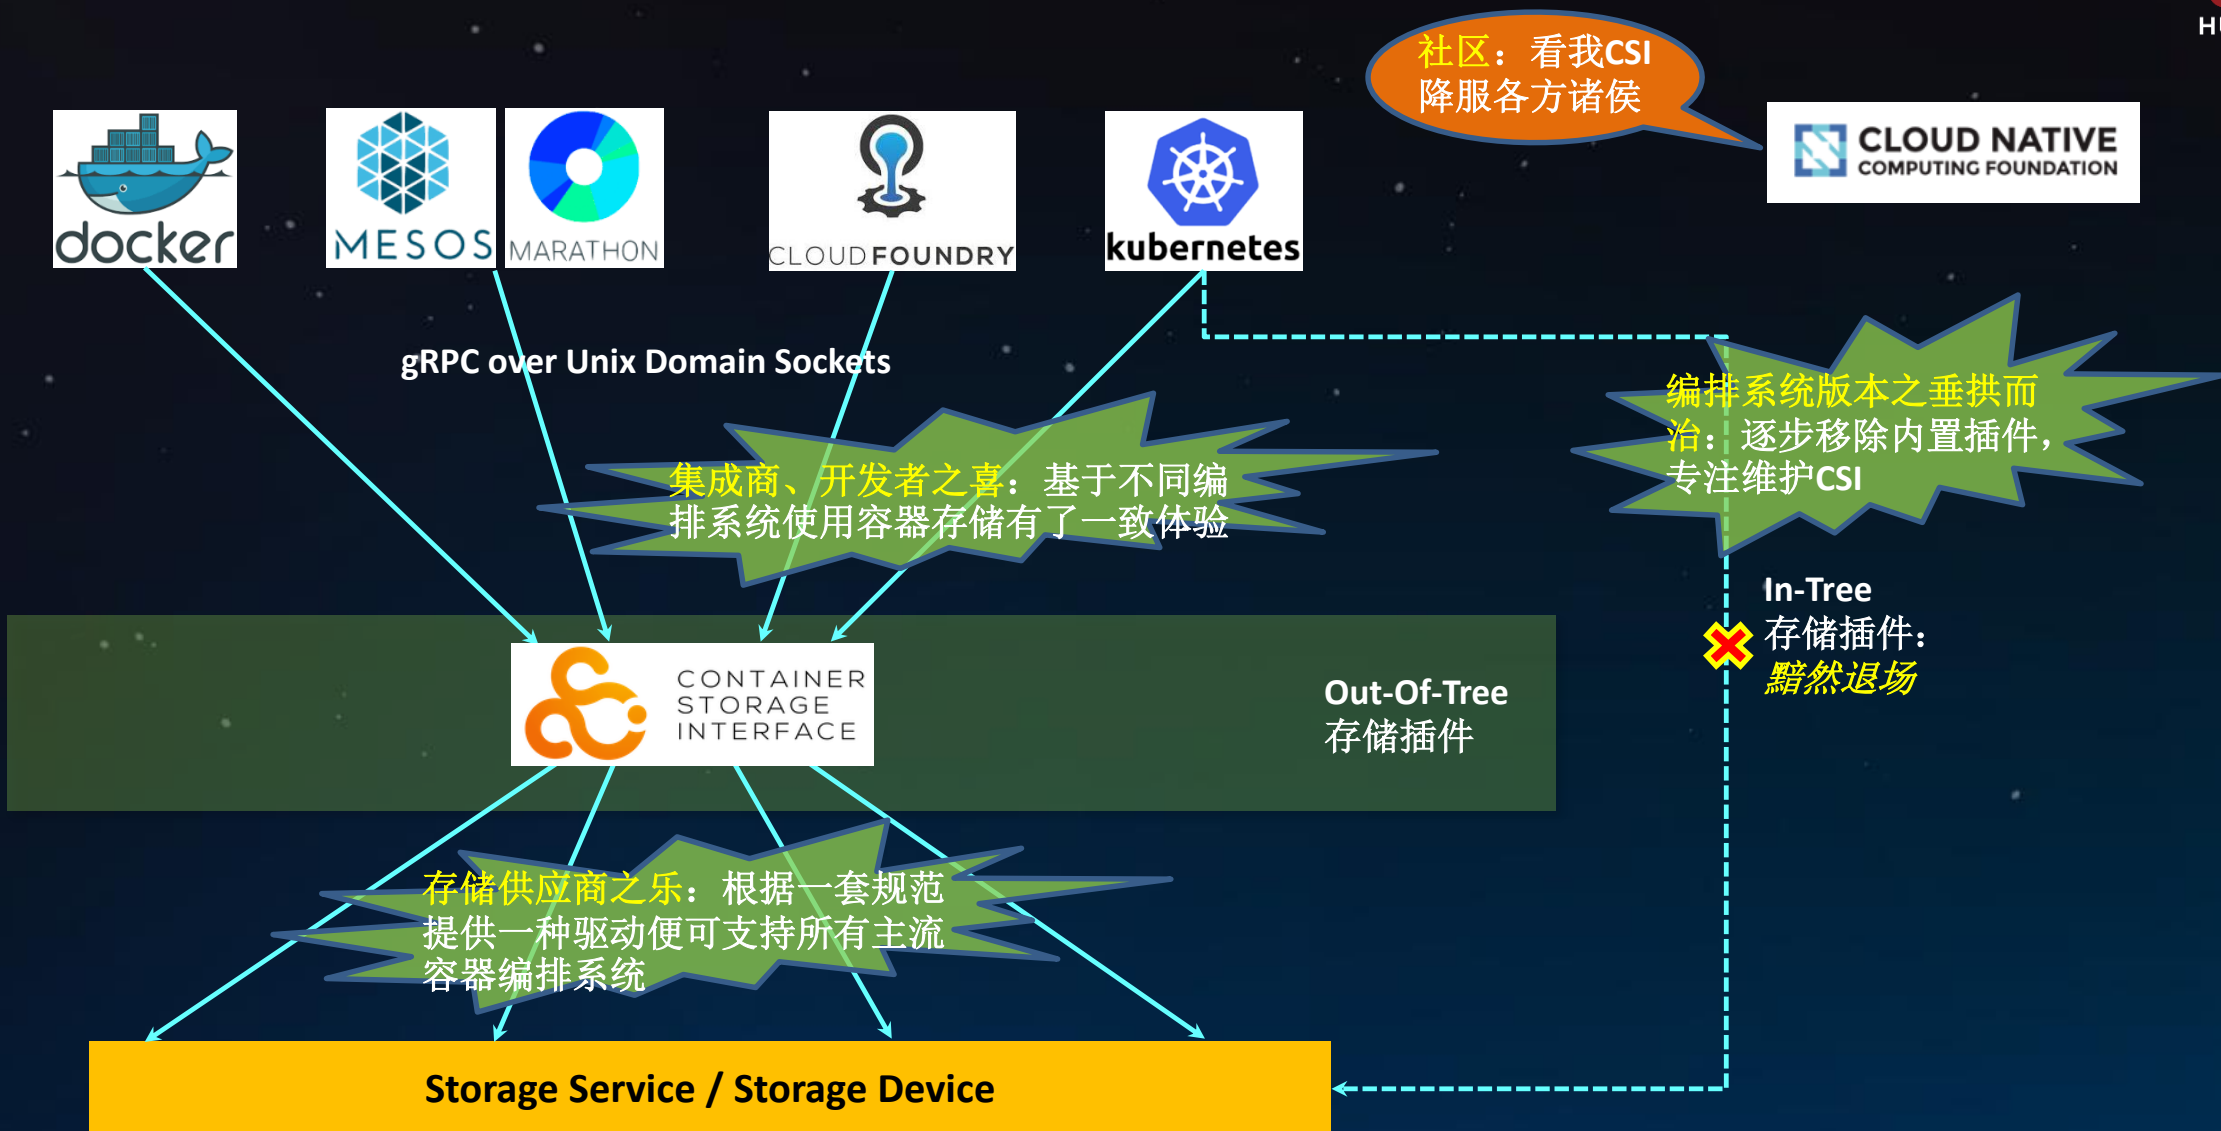 HU
社区：看我CSI
降服各方诸侯
docker
MESOS
MARATHON
CLOUD FOUNDRY
kubernetes
CLOUD NATIVE
COMPUTING FOUNDATION
gRPC over Unix Domain Sockets
编排系统版本之垂拱而
治：逐步移除内置插件，
专注维护CSI
集成商、开发者之喜：基于不同编
排系统使用容器存储有了一致体验
In-Tree
存储插件：
黯然退场
CONTAINER
STORAGE
INTERFACE
Out-Of-Tree
存储插件
存储供应商之乐：根据一套规范
提供一种驱动便可支持所有主流
容器编排系统
Storage Service / Storage Device